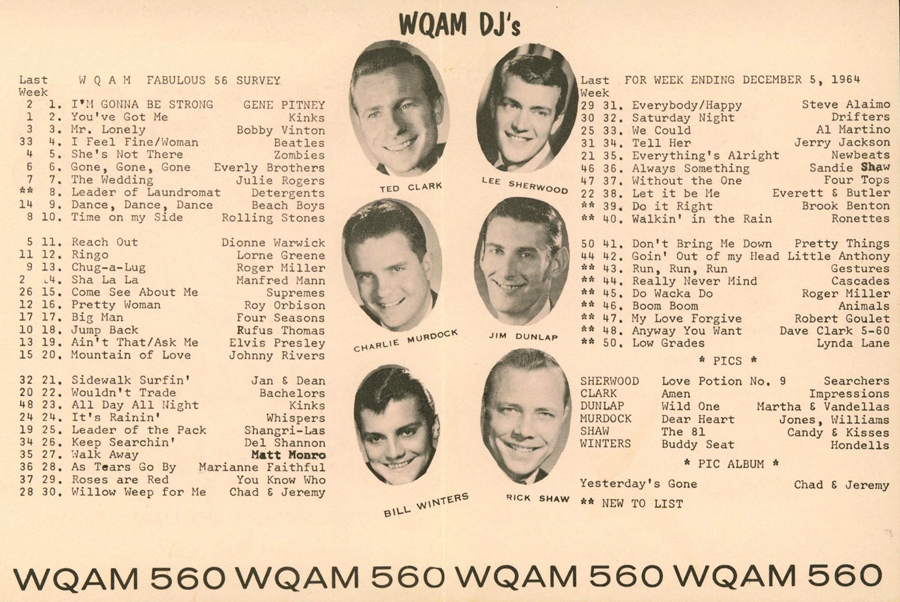 WQAM DJ's
Last W Q A M FABULOUS 56 SURVEY
Week
2 1. I'M GONNA BE STRONG GENE PITNEY
1 2. You've Got Me Kinks
3 3. Mr. Lonely Bobby Vinton
33 4. I Feel Fine/Woman Beatles
4 5. She's Not There Zombies
6 6. Gone, Gone, Gone Everly Brothers
7 7. The Wedding Julie Rogers
** 8. Leader of Laundromat Detergents
14 9. Dance, Dance, Dance Beach Boys
8 10. Time on my Side Rolling Stones
5 11. Reach Out Dionne Warwick
11 12. Ringo Lorne Greene
9 13. Chug-a-Lug Roger Miller
2 .4. Sha La La Manfred Mann
26 15. Come See About Me Supremes
12 16. Pretty Woman Roy Orbison
17 17. Big Man Four Seasons
10 18. Jump Back Rufus Thomas
13 19. Ain't That/Ask Me Elvis Presley
15 20. Mountain of Love Johnny Rivers
32 21. Sidewalk Surfin' Jan & Dean
20 22. Wouldn't Trade Bachelors
48 23. All Day All Night Kinks
24 24. It's Rainin' Whispers
19 25. Leader of the Pack Shangri-Las
34 26. Keep Searchin' Del Shannon
35 27. Walk Away Matt Monro
36 28. As Tears Go By Marianne Faithful
37 29. Roses are Red You Know Who
28 30. Willow Weep for Me Chad & Jeremy
TED CLARK
LEE SHERWOOD
CHARLIE MURDOCK
JIM DUNLAP
BILL WINTERS
RICK SHAW
Last FOR WEEK ENDING DECEMBER 5, 1964
Week
29 31. Everybody/Happy Steve Alaimo
30 32. Saturday Night Drifters
25 33. We Could Al Martino
31 34. Tell Her Jerry Jackson
21 35. Everything's Alright Newbeats
46 36. Always Something Sandie Shaw
47 37. Without the One Four Tops
22 38. Let it be Me Everett & Butler
** 39. Do it Right Brook Benton
** 40. Walkin' in the Rain Ronettes
50 41. Don't Bring Me Down Pretty Things
44 42. Goin' Out of my Head Little Anthony
** 43. Run, Run, Run Gestures
** 44. Really Never Mind Cascades
** 45. Do Wacka Do Roger Miller
** 46. Boom Boom Animals
** 47. My Love Forgive Robert Goulet
** 48. Anyway You Want Dave Clark 5-60
** 50. Low Grades Lynda Lane
* PICS *
SHERWOOD Love Potion No. 9 Searchers
CLARK Amen Impressions
DUNLAP Wild One Martha & Vandellas
MURDOCK Dear Heart Jones, Williams
SHAW The 81 Candy & Kisses
WINTERS Buddy Seat Hondells
* PIC ALBUM *
Yesterday's Gone Chad & Jeremy
** NEW TO LIST
WQAM 560 WQAM 560 WQAM 560 WQAM 560